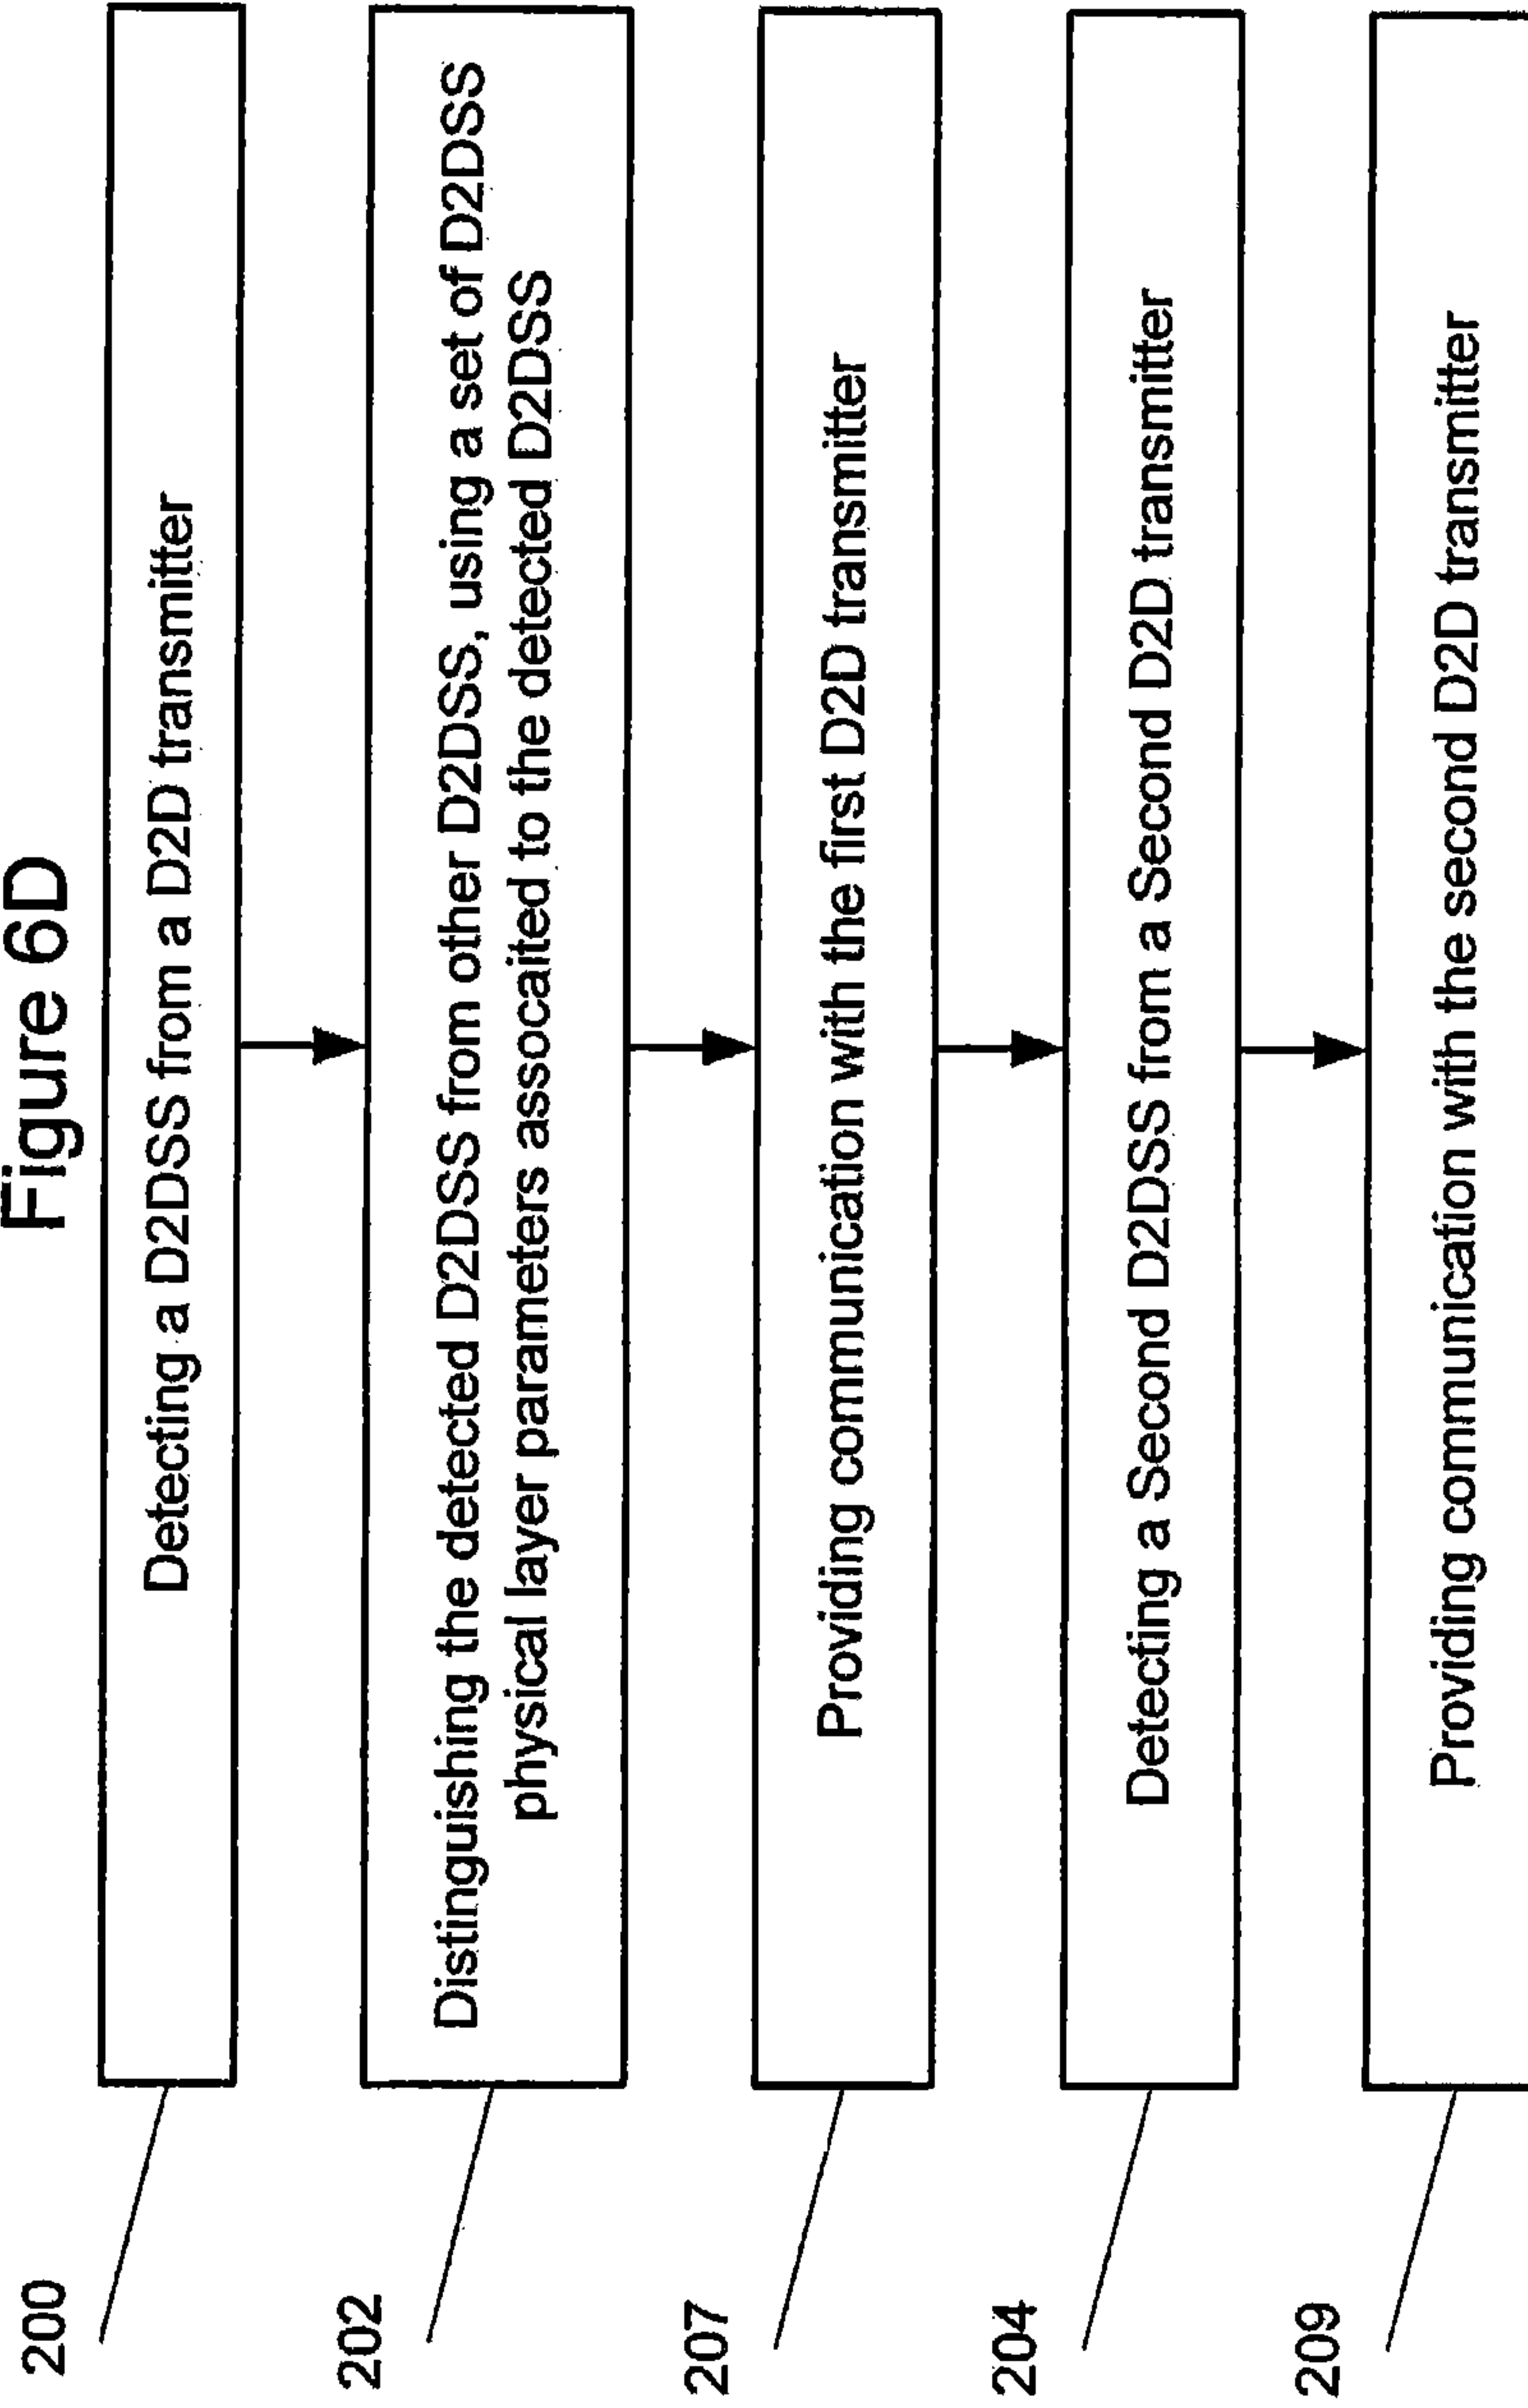 Figure 6D
200
Detecting a D2DSS from a D2D transmitter
202
Distinguishing the detected D2DSS from other D2DSS, using a set of D2DSS
physical layer parameters assocaited to the detected D2DSS
207
Providing communication with the first D2D transmitter
204
Detecting a Second D2DSS from a Second D2D transmitter
209
Providing communication with the second D2D transmitter